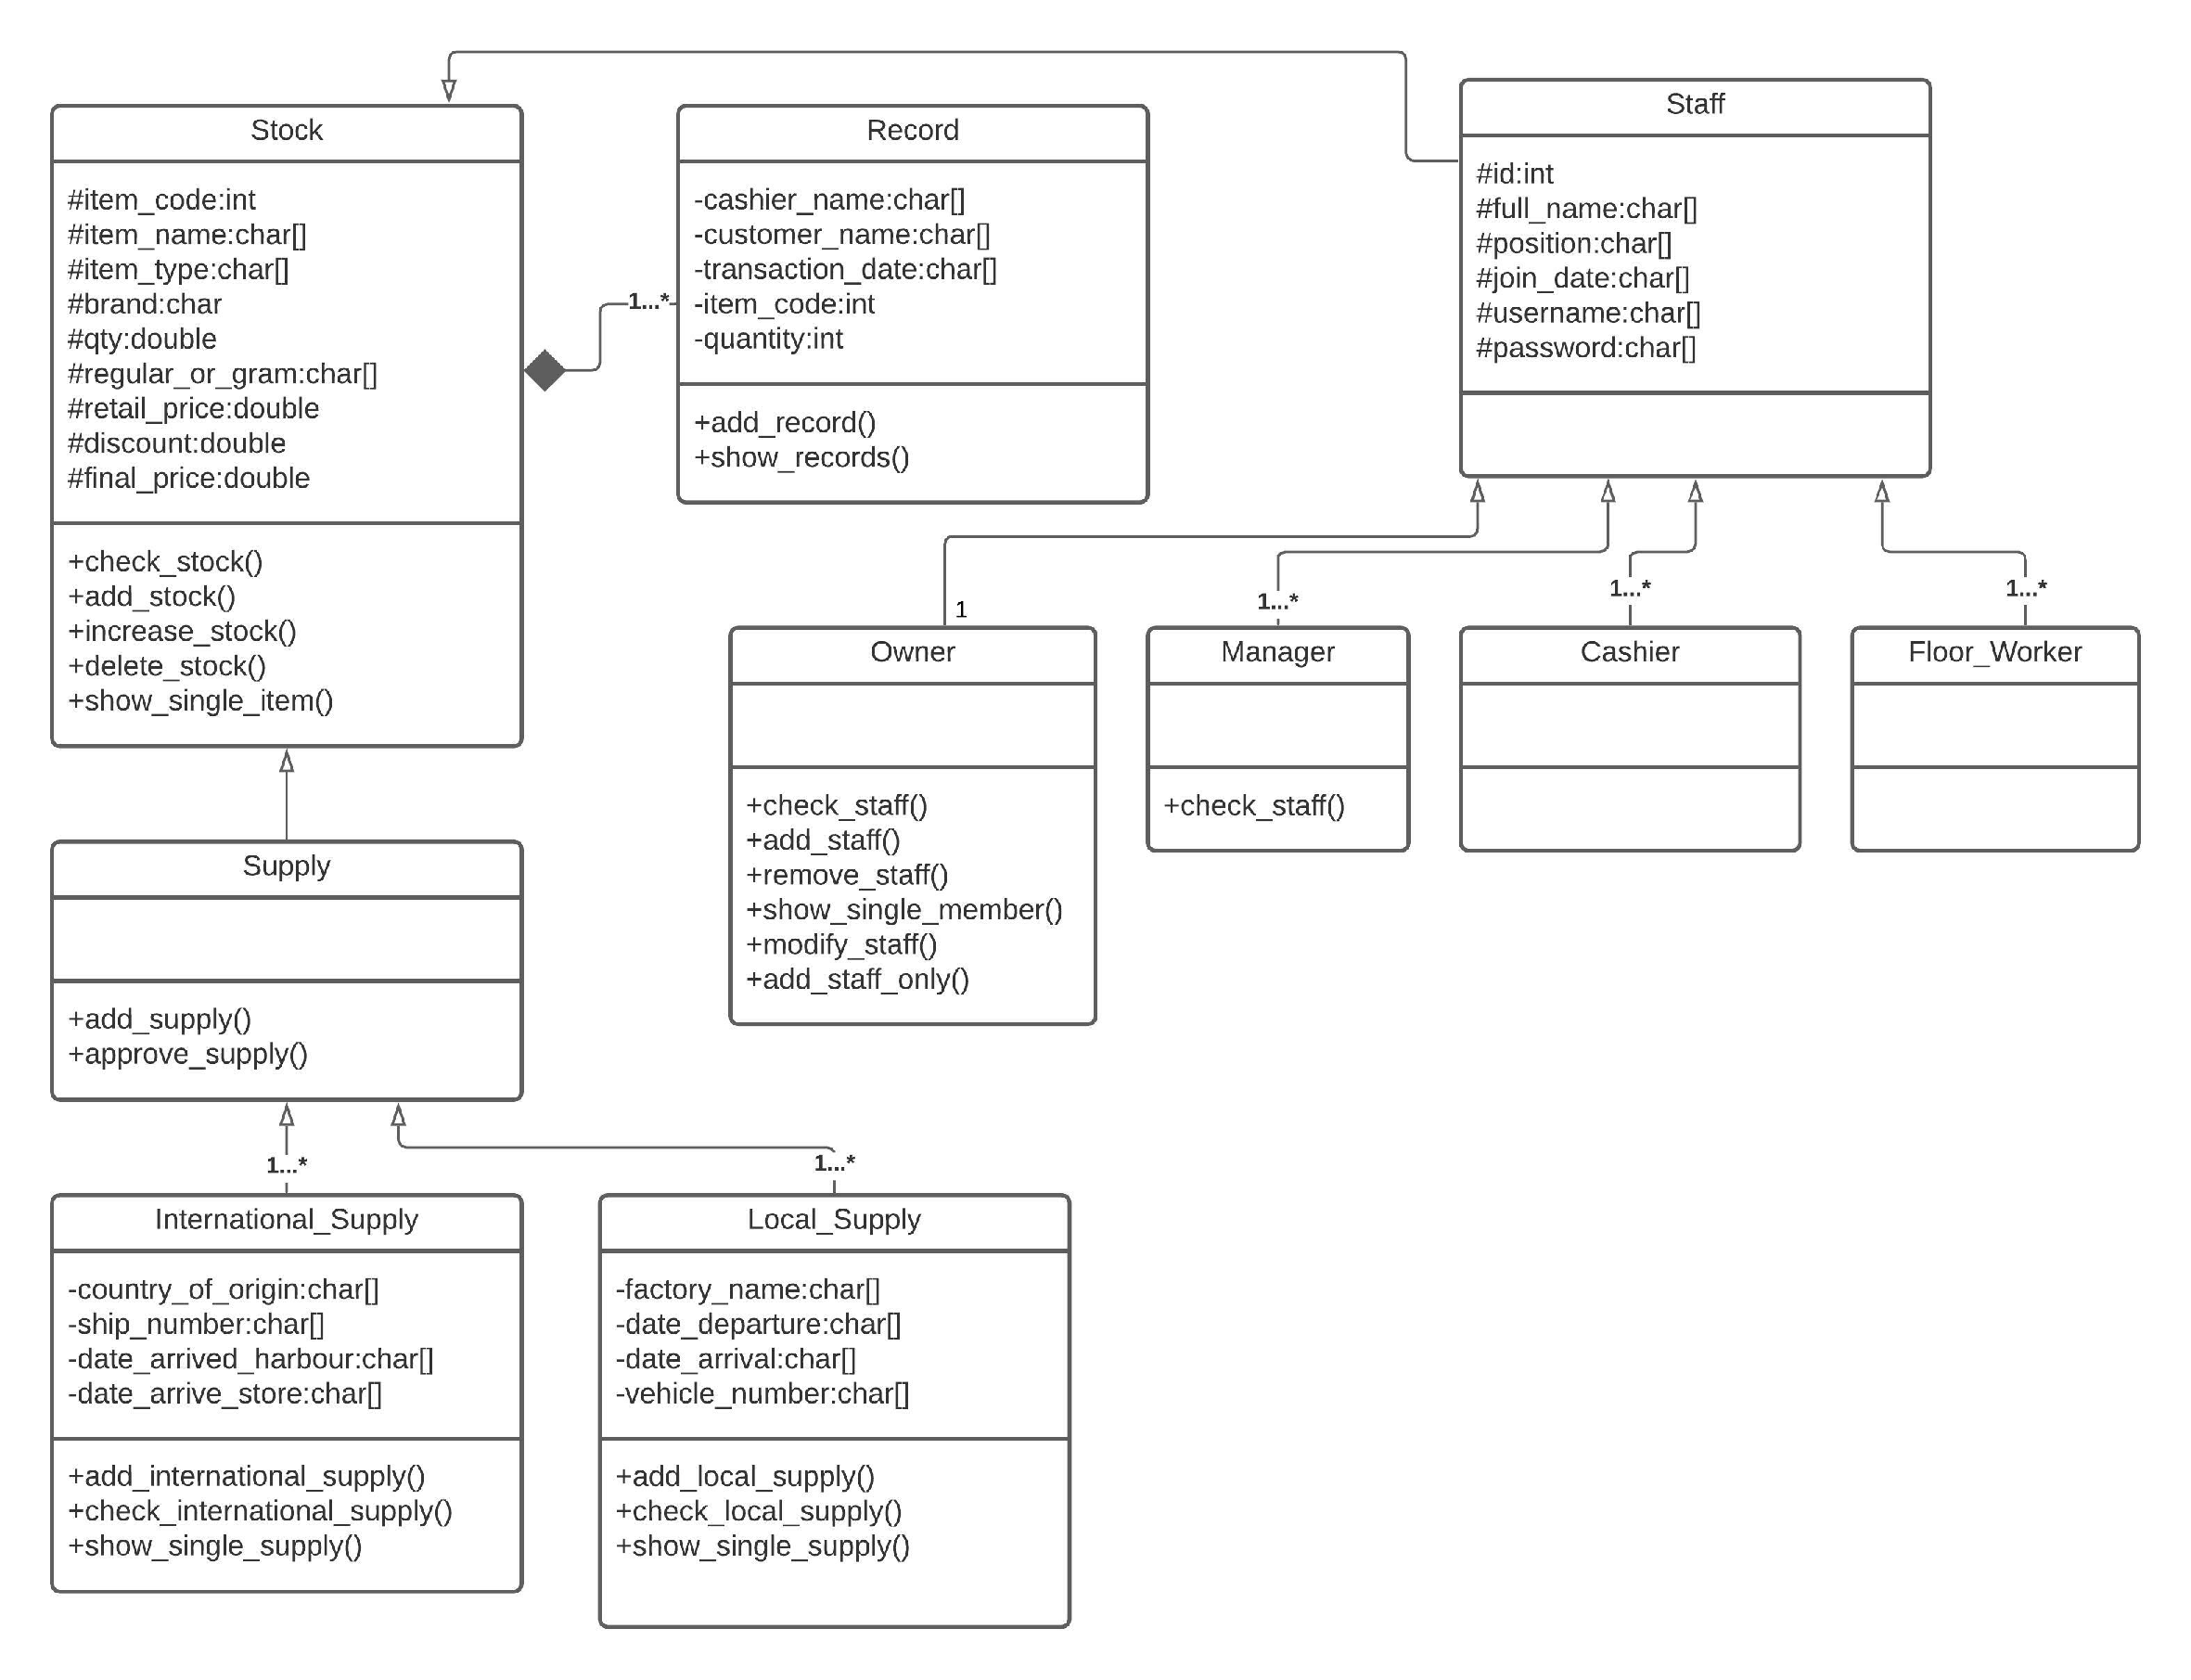 Stock
#item_code:int
#item_name:char[]
#item_type:char[]
#brand:char
#qty:double
#regular_or_gram:char[]
#retail_price:double
#discount:double
#final_price:double
+check_stock()
+add_stock()
+increase_stock()
+delete_stock()
+show_single_item()
1...*
Record
-cashier_name:char[]
-customer_name:char[]
-transaction_date:char[]
-item_code:int
-quantity:int
+add_record()
+show_records()
Staff
#id:int
#full_name:char[]
#position:char[]
#join_date:char[]
#username:char[]
#password:char[]
1
1...*
1...*
1...*
Owner
+check_staff()
+add_staff()
+remove_staff()
+show_single_member()
+modify_staff()
+add_staff_only()
Manager
+check_staff()
Cashier
Floor_Worker
Supply
+add_supply()
+approve_supply()
1...*
1...*
International_Supply
-country_of_origin:char[]
-ship_number:char[]
-date_arrived_harbour:char[]
-date_arrive_store:char[]
+add_international_supply()
+check_international_supply()
+show_single_supply()
Local_Supply
-factory_name:char[]
-date_departure:char[]
-date_arrival:char[]
-vehicle_number:char[]
+add_local_supply()
+check_local_supply()
+show_single_supply()